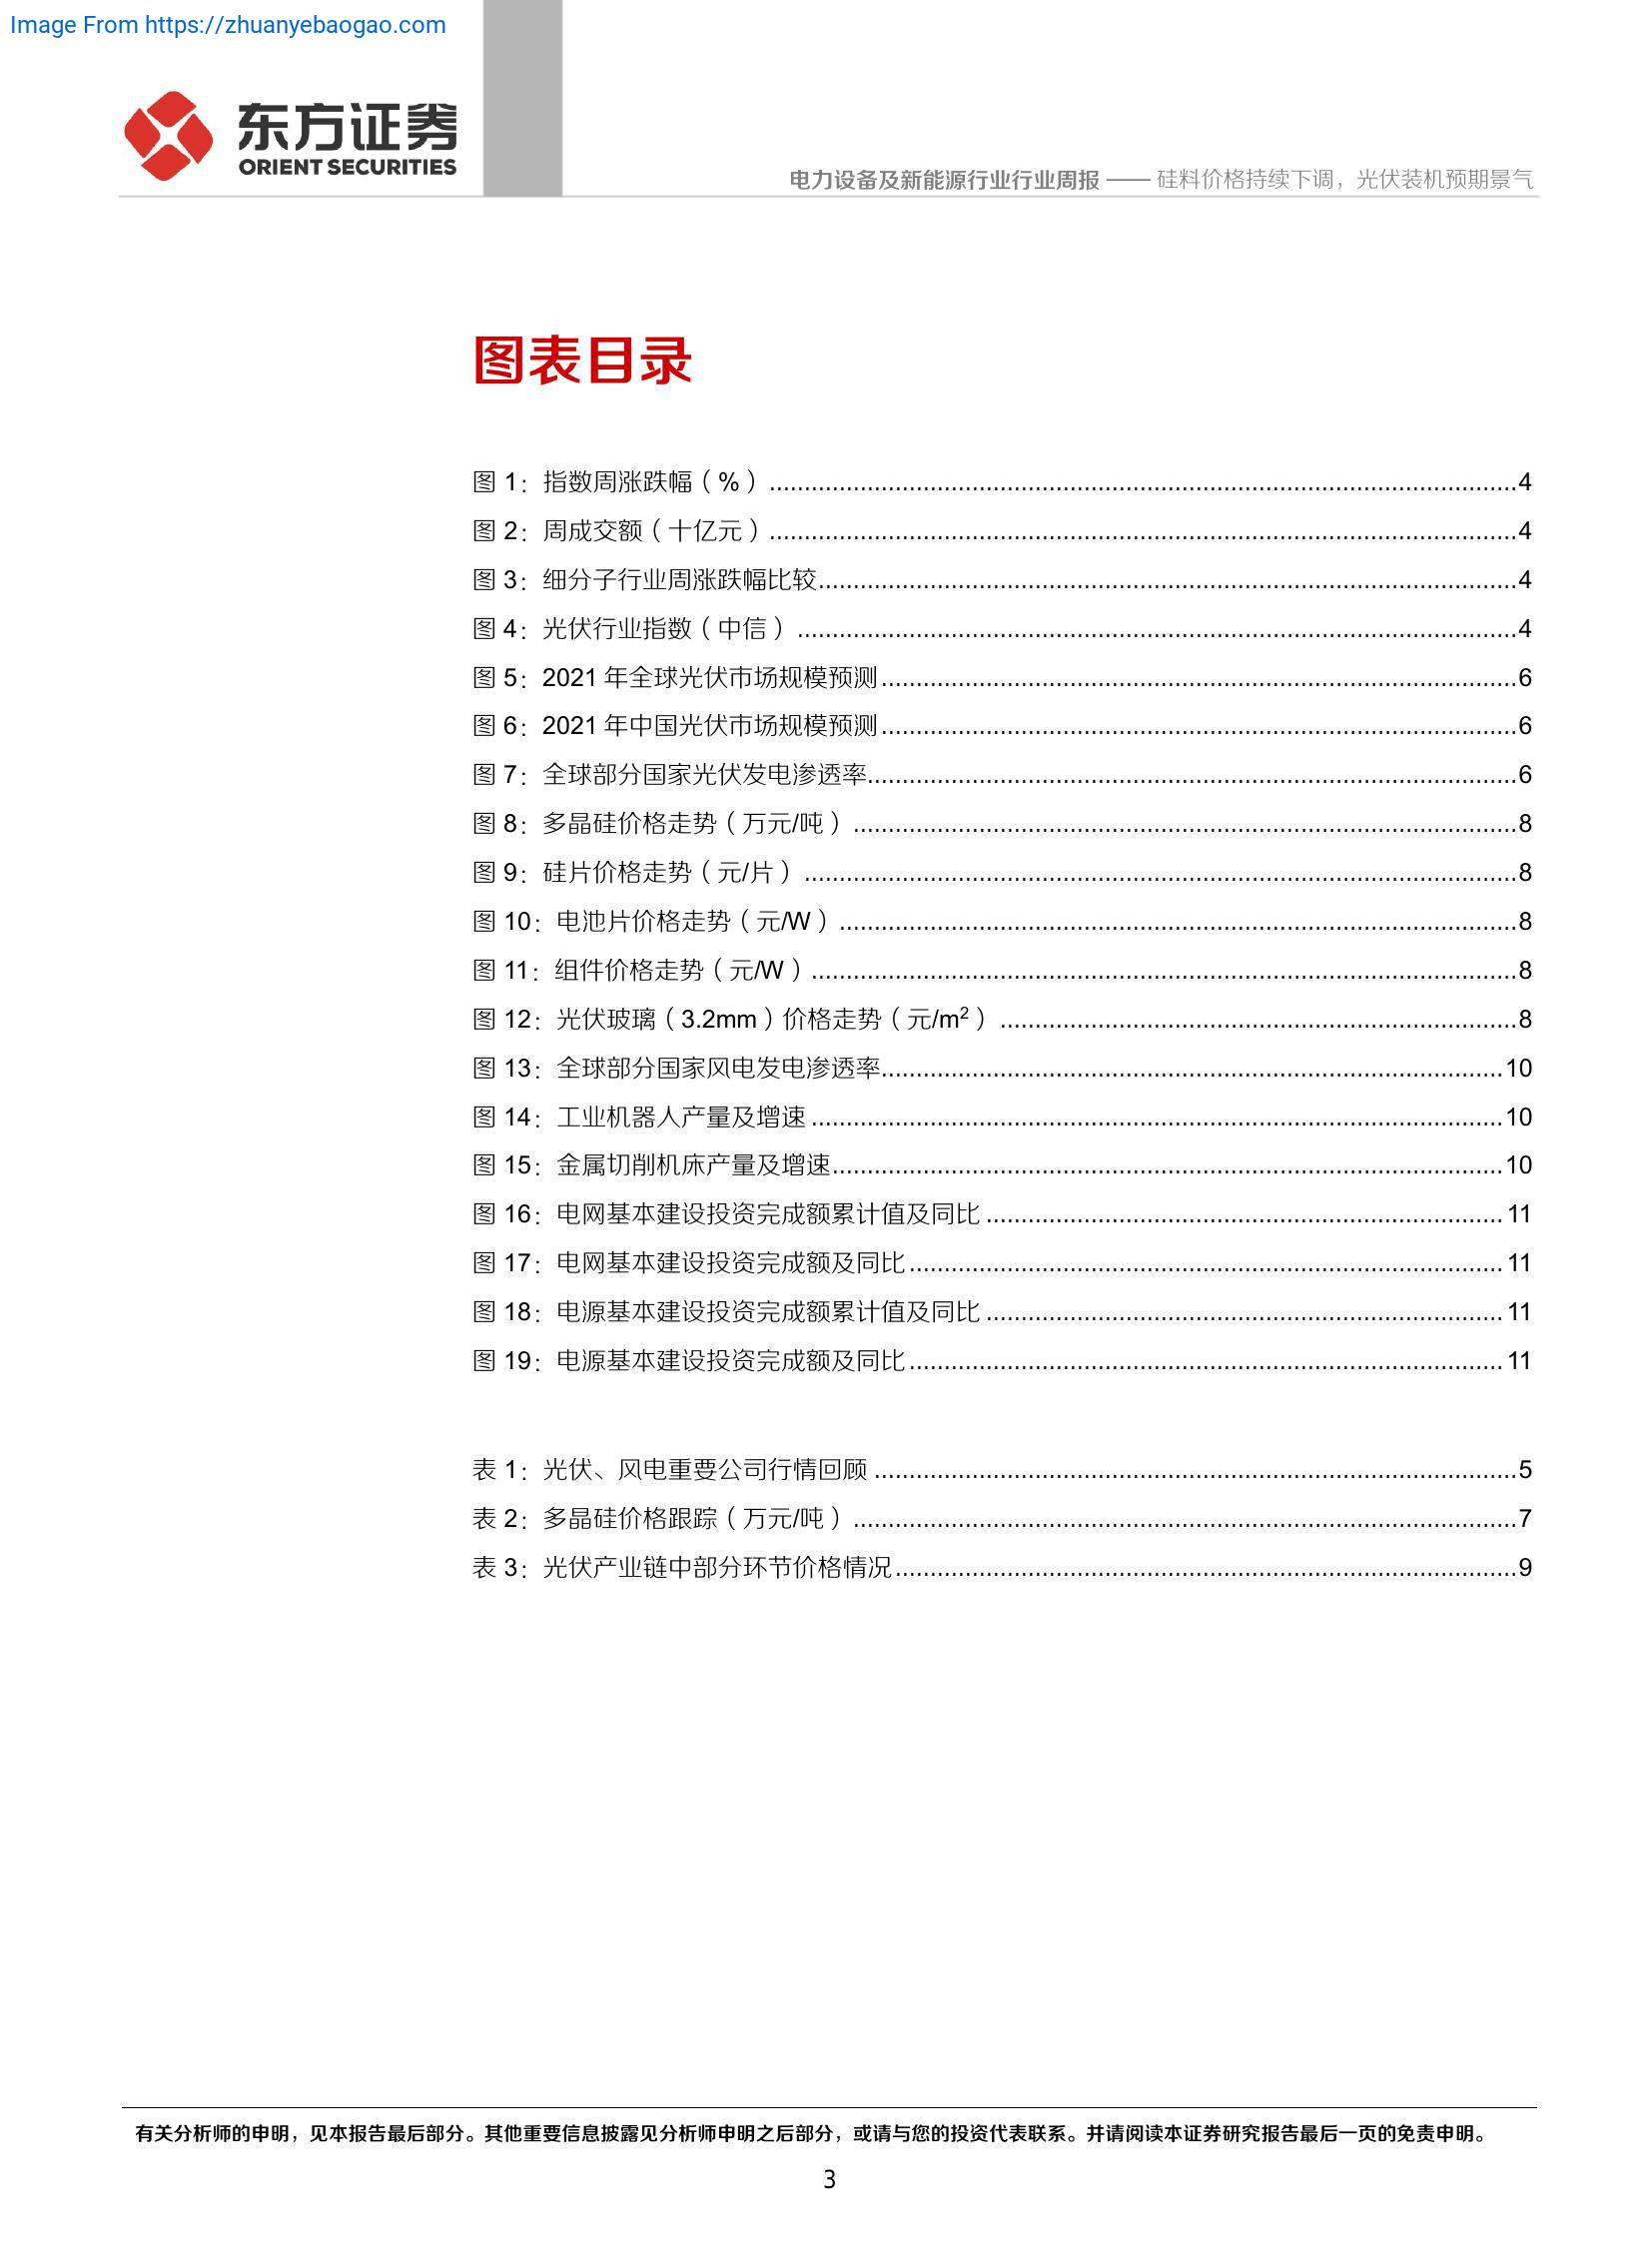 Image From https://zhuanyebaogao.com
东方证券
ORIENT SECURITIES
电力设备及新能源行业行业周报 —— 硅料价格持续下调，光伏装机预期景气
图表目录
图 1：指数周涨跌幅（%）....................4
图 2：周成交额（十亿元）....................4
图 3：细分子行业周涨跌幅比较....................4
图 4：光伏行业指数（中信）....................4
图 5：2021 年全球光伏市场规模预测....................6
图 6：2021 年中国光伏市场规模预测....................6
图 7：全球部分国家光伏发电渗透率....................6
图 8：多晶硅价格走势（万元/吨）....................8
图 9：硅片价格走势（元/片）....................8
图 10：电池片价格走势（元/W）....................8
图 11：组件价格走势（元/W）....................8
图 12：光伏玻璃（3.2mm）价格走势（元/m²）....................8
图 13：全球部分国家风电发电渗透率....................10
图 14：工业机器人产量及增速....................10
图 15：金属切削机床产量及增速....................10
图 16：电网基本建设投资完成额累计值及同比....................11
图 17：电网基本建设投资完成额及同比....................11
图 18：电源基本建设投资完成额累计值及同比....................11
图 19：电源基本建设投资完成额及同比....................11
表 1：光伏、风电重要公司行情回顾....................5
表 2：多晶硅价格跟踪（万元/吨）....................7
表 3：光伏产业链中部分环节价格情况....................9
有关分析师的申明，见本报告最后部分。其他重要信息披露见分析师申明之后部分，或请与您的投资代表联系。并请阅读本证券研究报告最后一页的免责申明。
3